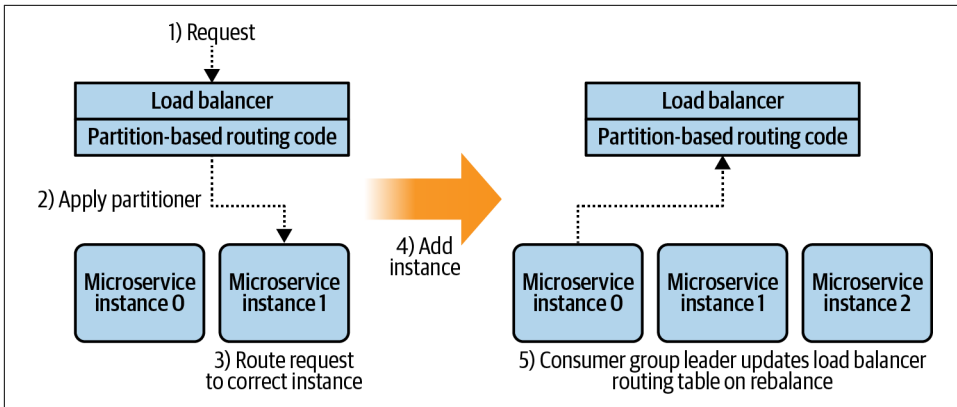 1) Request
Load balancer
Partition-based routing code
2) Apply partitioner
Microservice
instance 0
Microservice
instance 1
3) Route request
to correct instance
4) Add
instance
Load balancer
Partition-based routing code
Microservice
instance 0
Microservice
instance 1
Microservice
instance 2
5) Consumer group leader updates load balancer
routing table on rebalance